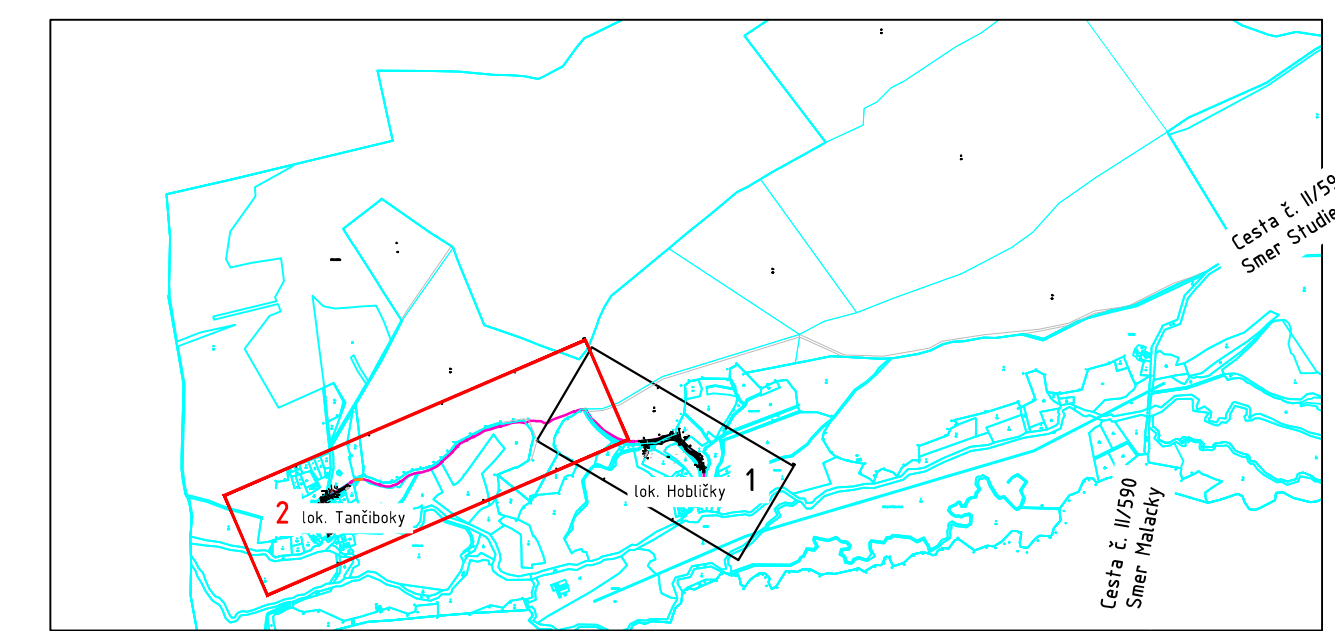 Cesta č. II/59
Smer Studie
1
lok. Hobličky
2 lok. Tančiboky
Cesta č. II/590
Smer Malacky